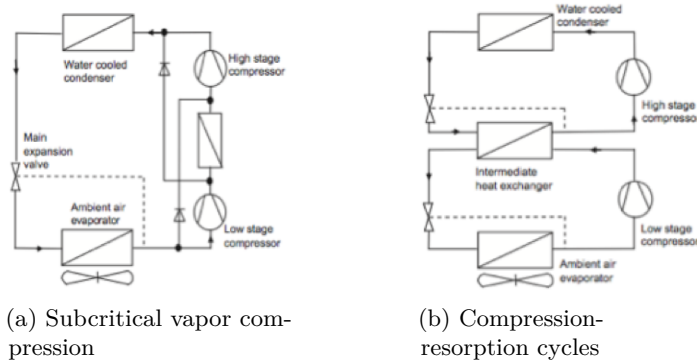 Water cooled
condenser
High stage
compressor
Main
expansion
valve
Ambient air
evaporator
Low stage
compressor
(a) Subcritical vapor com-
pression
Water cooled
condenser
High stage
compressor
Intermediate
heat exchanger
Low stage
compressor
Ambient air
evaporator
(b) Compression-
resorption cycles